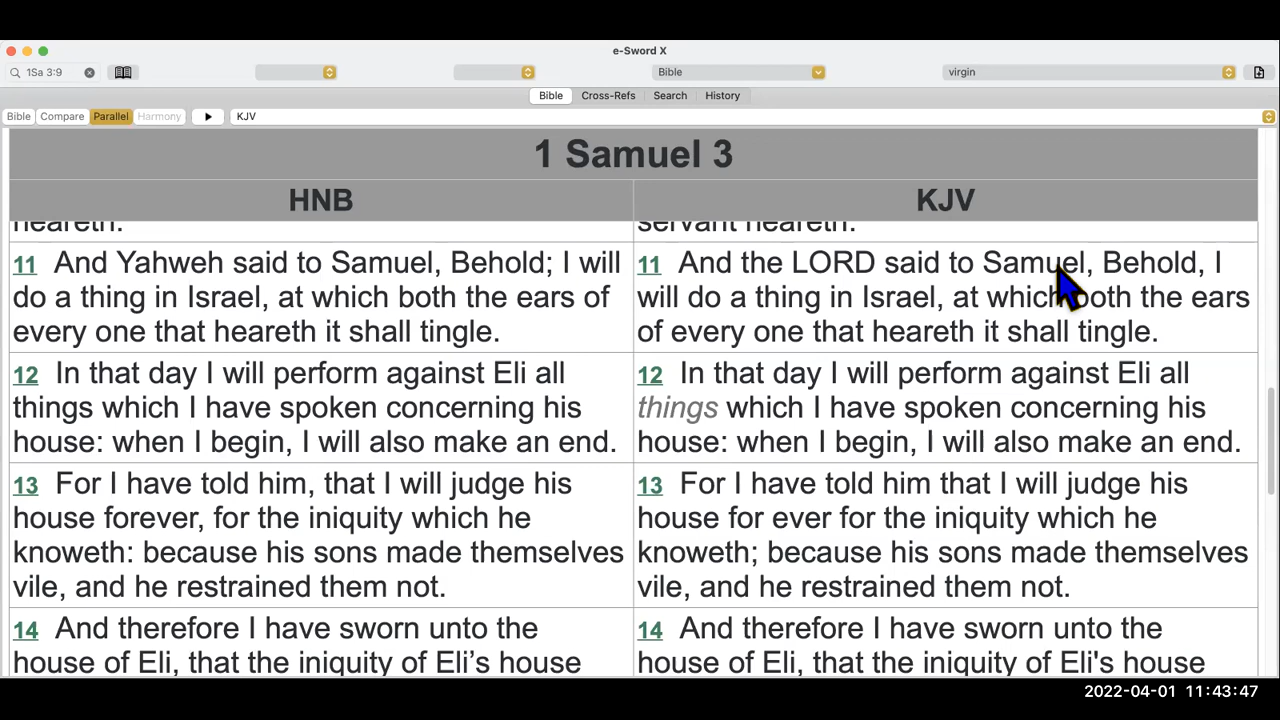 e-Sword X
1Sa 3:9
Bible
virgin
Bible Cross-Refs Search History
Bible Compare Parallel Harmony KJV
1 Samuel 3
HNB KJV
heareth. servant heareth.
11 And Yahweh said to Samuel, Behold; I will
do a thing in Israel, at which both the ears of
every one that heareth it shall tingle.
11 And the LORD said to Samuel, Behold, I
will do a thing in Israel, at which both the ears
of every one that heareth it shall tingle.
12 In that day I will perform against Eli all
things which I have spoken concerning his
house: when I begin, I will also make an end.
12 In that day I will perform against Eli all
things which I have spoken concerning his
house: when I begin, I will also make an end.
13 For I have told him, that I will judge his
house forever, for the iniquity which he
knoweth: because his sons made themselves
vile, and he restrained them not.
13 For I have told him that I will judge his
house for ever for the iniquity which he
knoweth; because his sons made themselves
vile, and he restrained them not.
14 And therefore I have sworn unto the
house of Eli, that the iniquity of Eli’s house
14 And therefore I have sworn unto the
house of Eli, that the iniquity of Eli's house
2022-04-01 11:43:47